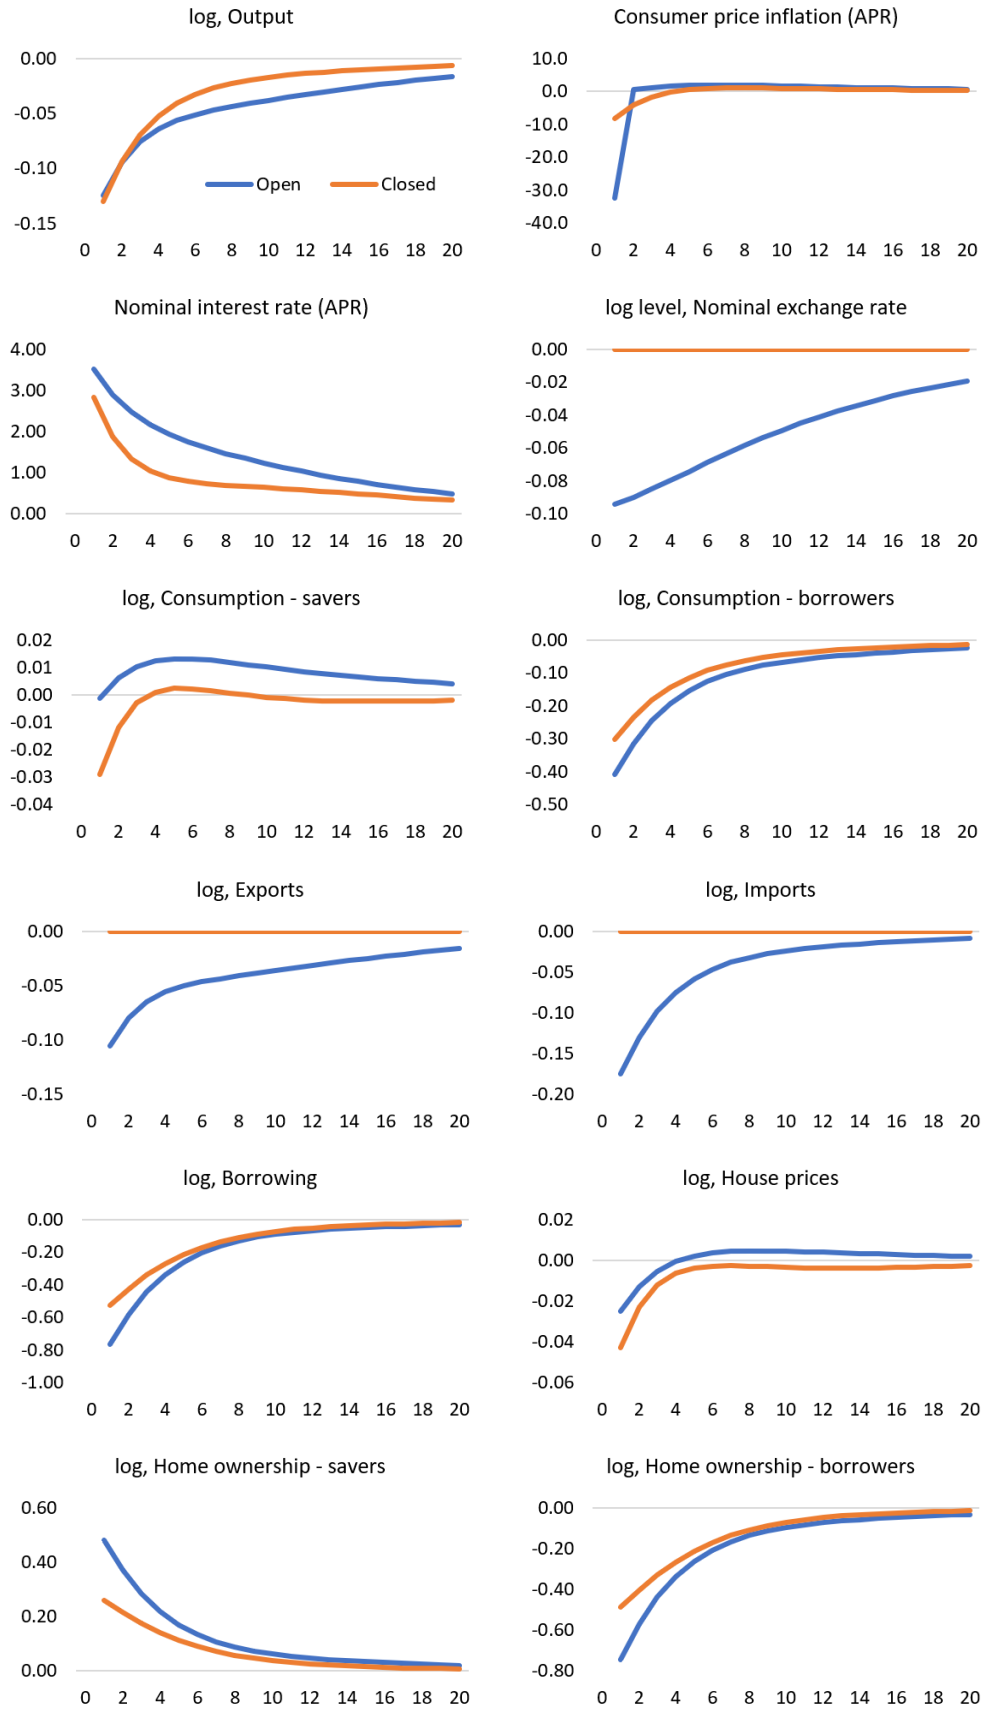 log, Output
0.00
-0.05
-0.10
-0.15
Open Closed
0 2 4 6 8 10 12 14 16 18 20
Consumer price inflation (APR)
10.0
0.0
-10.0
-20.0
-30.0
-40.0
0 2 4 6 8 10 12 14 16 18 20
Nominal interest rate (APR)
4.00
3.00
2.00
1.00
0.00
0 2 4 6 8 10 12 14 16 18 20
log level, Nominal exchange rate
0.00
-0.02
-0.04
-0.06
-0.08
-0.10
0 2 4 6 8 10 12 14 16 18 20
log, Consumption - savers
0.02
0.01
0.00
-0.01
-0.02
-0.03
-0.04
0 2 4 6 8 10 12 14 16 18 20
log, Consumption - borrowers
0.00
-0.10
-0.20
-0.30
-0.40
-0.50
0 2 4 6 8 10 12 14 16 18 20
log, Exports
0.00
-0.05
-0.10
-0.15
0 2 4 6 8 10 12 14 16 18 20
log, Imports
0.00
-0.05
-0.10
-0.15
-0.20
0 2 4 6 8 10 12 14 16 18 20
log, Borrowing
0.00
-0.20
-0.40
-0.60
-0.80
-1.00
0 2 4 6 8 10 12 14 16 18 20
log, House prices
0.02
0.00
-0.02
-0.04
-0.06
0 2 4 6 8 10 12 14 16 18 20
log, Home ownership - savers
0.60
0.40
0.20
0.00
0 2 4 6 8 10 12 14 16 18 20
log, Home ownership - borrowers
0.00
-0.20
-0.40
-0.60
-0.80
0 2 4 6 8 10 12 14 16 18 20